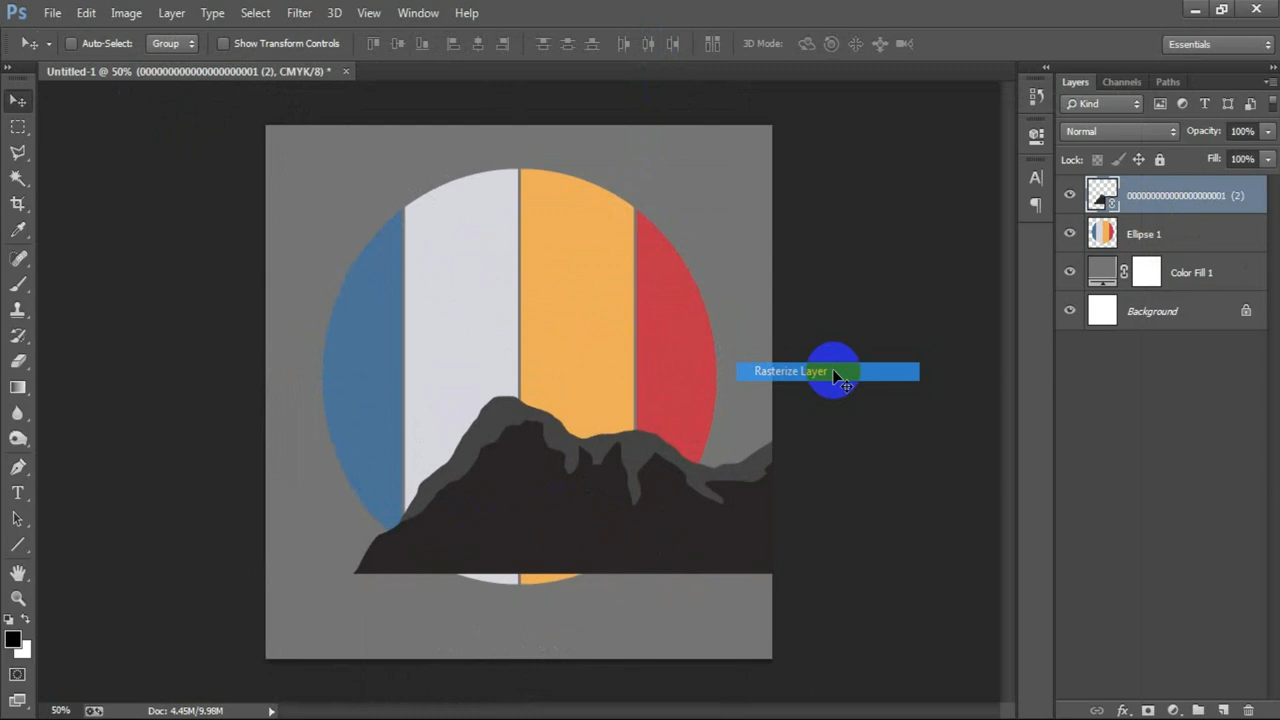 Ps File Edit Image Layer Type Select Filter 3D View Window Help
Auto-Select: Group Show Transform Controls 3D Mode: Essentials
Untitled-1 @ 50% (00000000000000000001 (2), CMYK/8) * ×
Layers Channels Paths
Kind
Normal Opacity: 100%
Lock: Fill: 100%
00000000000000000001 (2)
Ellipse 1
Color Fill 1
Background
Rasterize Layer
50% Doc: 4.45M/9.98M